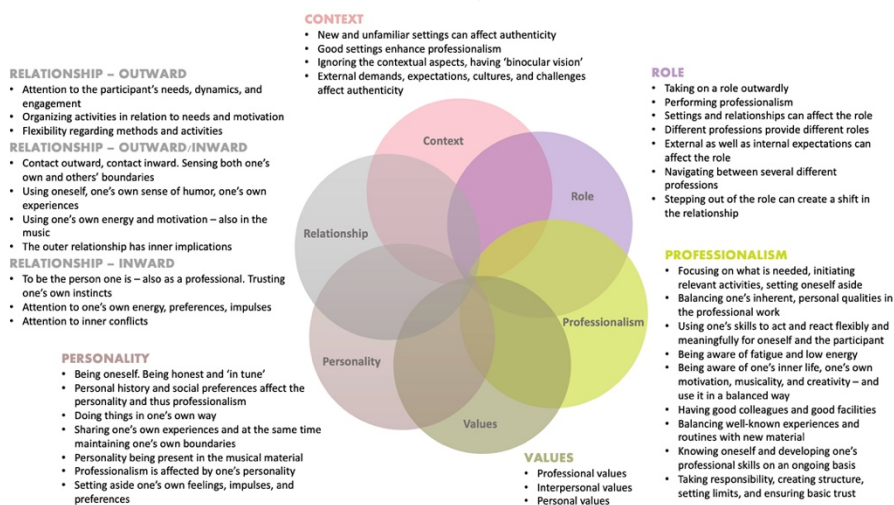 CONTEXT
• New and unfamiliar settings can affect authenticity
• Good settings enhance professionalism
• Ignoring the contextual aspects, having 'binocular vision'
• External demands, expectations, cultures, and challenges
affect authenticity
RELATIONSHIP – OUTWARD
• Attention to the participant's needs, dynamics, and
engagement
• Organizing activities in relation to needs and motivation
• Flexibility regarding methods and activities
RELATIONSHIP – OUTWARD/INWARD
• Contact outward, contact inward. Sensing both one's
own and others' boundaries
• Using oneself, one's own sense of humor, one's own
experiences
• Using one's own energy and motivation – also in the
music
• The outer relationship has inner implications
RELATIONSHIP – INWARD
• To be the person one is – also as a professional. Trusting
one's own instincts
• Attention to one's own energy, preferences, impulses
• Attention to inner conflicts
PERSONALITY
• Being oneself. Being honest and 'in tune'
• Personal history and social preferences affect the
personality and thus professionalism
• Doing things in one's own way
• Sharing one's own experiences and at the same time
maintaining one's own boundaries
• Personality being present in the musical material
• Professionalism is affected by one's personality
• Setting aside one's own feelings, impulses, and
preferences
Context
Role
Relationship
Professionalism
Personality
Values
ROLE
• Taking on a role outwardly
• Performing professionalism
• Settings and relationships can affect the role
• Different professions provide different roles
• External as well as internal expectations can
affect the role
• Navigating between several different
professions
• Stepping out of the role can create a shift in
the relationship
PROFESSIONALISM
• Focusing on what is needed, initiating
relevant activities, setting oneself aside
• Balancing one's inherent, personal qualities in
the professional work
• Using one's skills to act and react flexibly and
meaningfully for oneself and the participant
• Being aware of fatigue and low energy
• Being aware of one's inner life, one's own
motivation, musicality, and creativity – and
use it in a balanced way
• Having good colleagues and good facilities
• Balancing well-known experiences and
routines with new material
• Knowing oneself and developing one's
professional skills on an ongoing basis
• Taking responsibility, creating structure,
setting limits, and ensuring basic trust
VALUES
• Professional values
• Interpersonal values
• Personal values